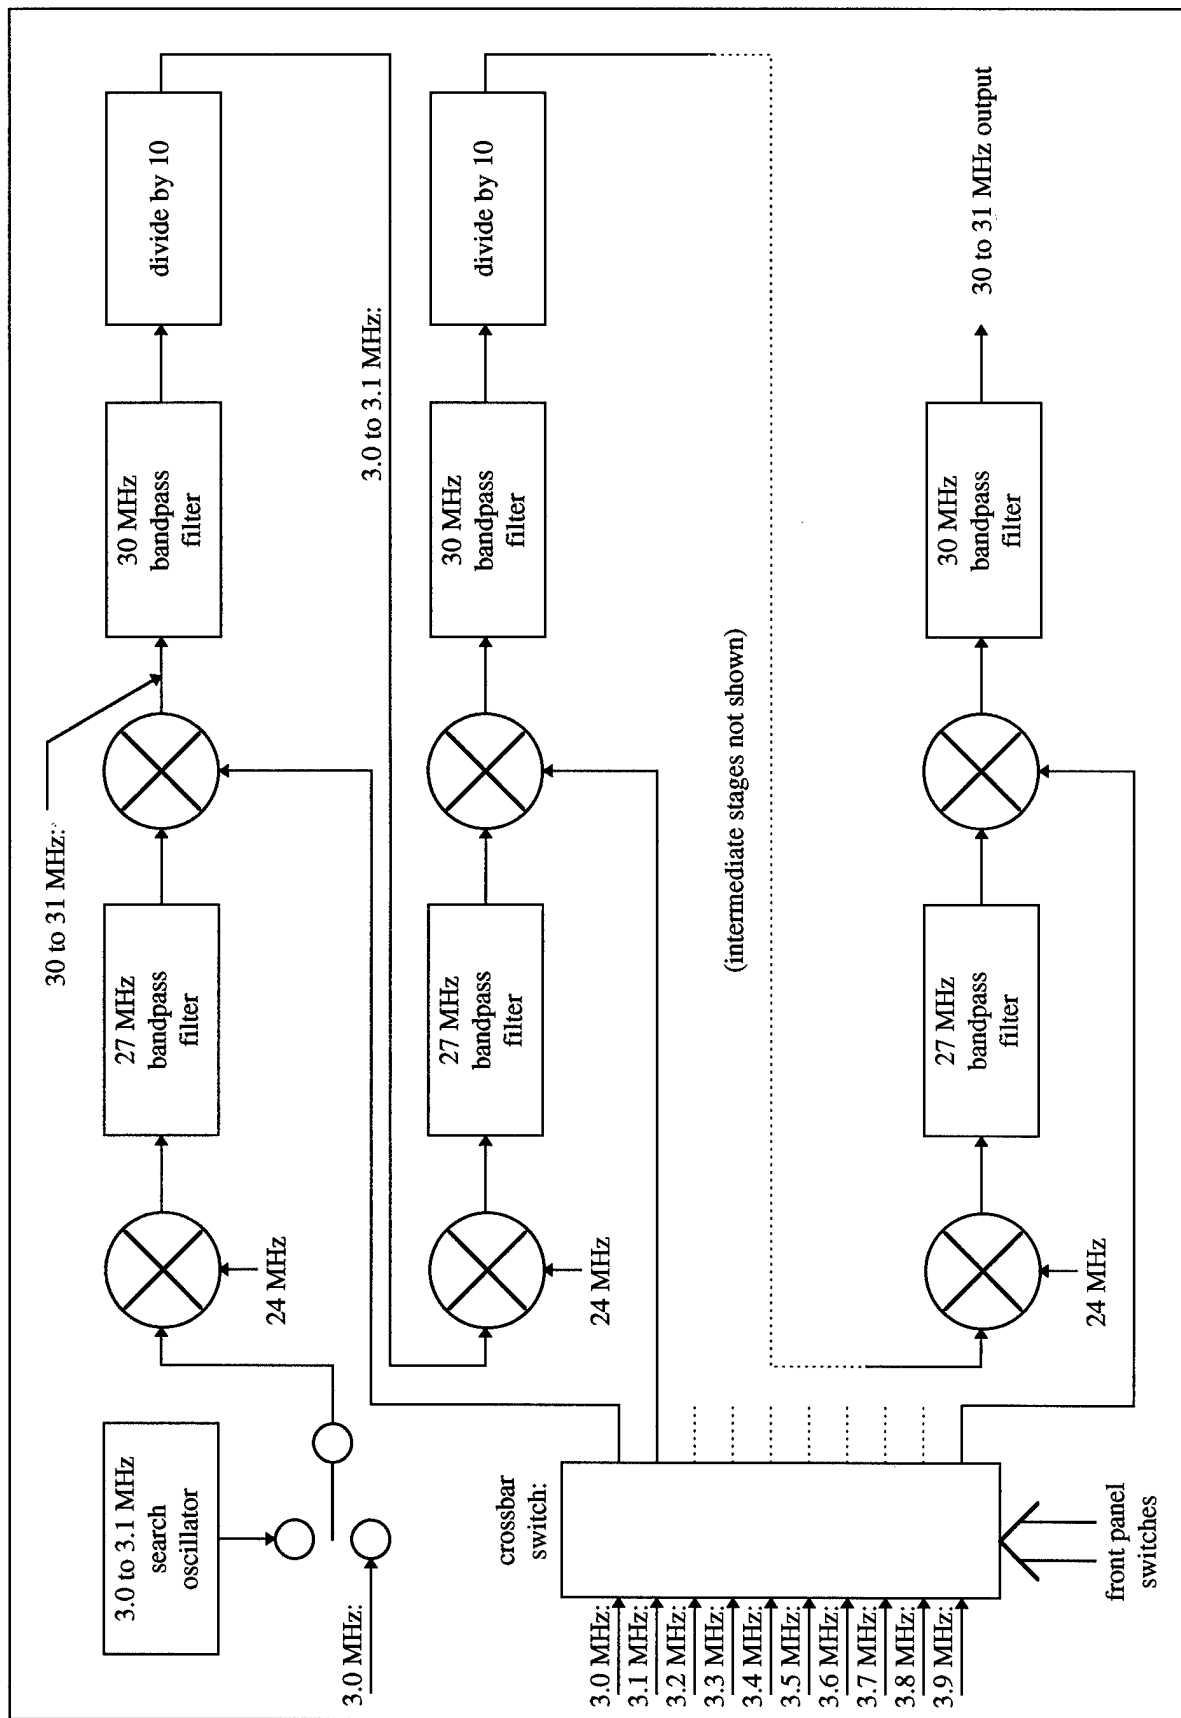 3.0 to 3.1 MHz
search
oscillator
3.0 MHz:
24 MHz
27 MHz
bandpass
filter
30 to 31 MHz:
30 MHz
bandpass
filter
divide by 10
3.0 to 3.1 MHz:
24 MHz
27 MHz
bandpass
filter
30 MHz
bandpass
filter
divide by 10
crossbar
switch:
3.0 MHz:
3.1 MHz:
3.2 MHz:
3.3 MHz:
3.4 MHz:
3.5 MHz:
3.6 MHz:
3.7 MHz:
3.8 MHz:
3.9 MHz:
front panel
switches
(intermediate stages not shown)
24 MHz
27 MHz
bandpass
filter
30 MHz
bandpass
filter
30 to 31 MHz output